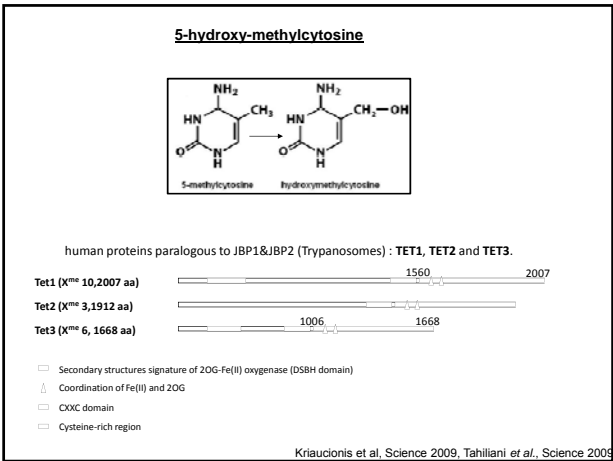 5-hydroxy-methylcytosine
NH₂
CH₃
HN
O
N
H
NH₂
CH₂—OH
HN
O
N
H
5-methylcytosine
hydroxymethylcytosine
human proteins paralogous to JBP1&JBP2 (Trypanosomes) : TET1, TET2 and TET3.
1560
2007
Tet1 (Xᵐᵉ 10,2007 aa)
Tet2 (Xᵐᵉ 3,1912 aa)
1006
1668
Tet3 (Xᵐᵉ 6, 1668 aa)
Secondary structures signature of 2OG-Fe(II) oxygenase (DSBH domain)
Coordination of Fe(II) and 2OG
CXXC domain
Cysteine-rich region
Kriaucionis et al, Science 2009, Tahiliani et al., Science 2009